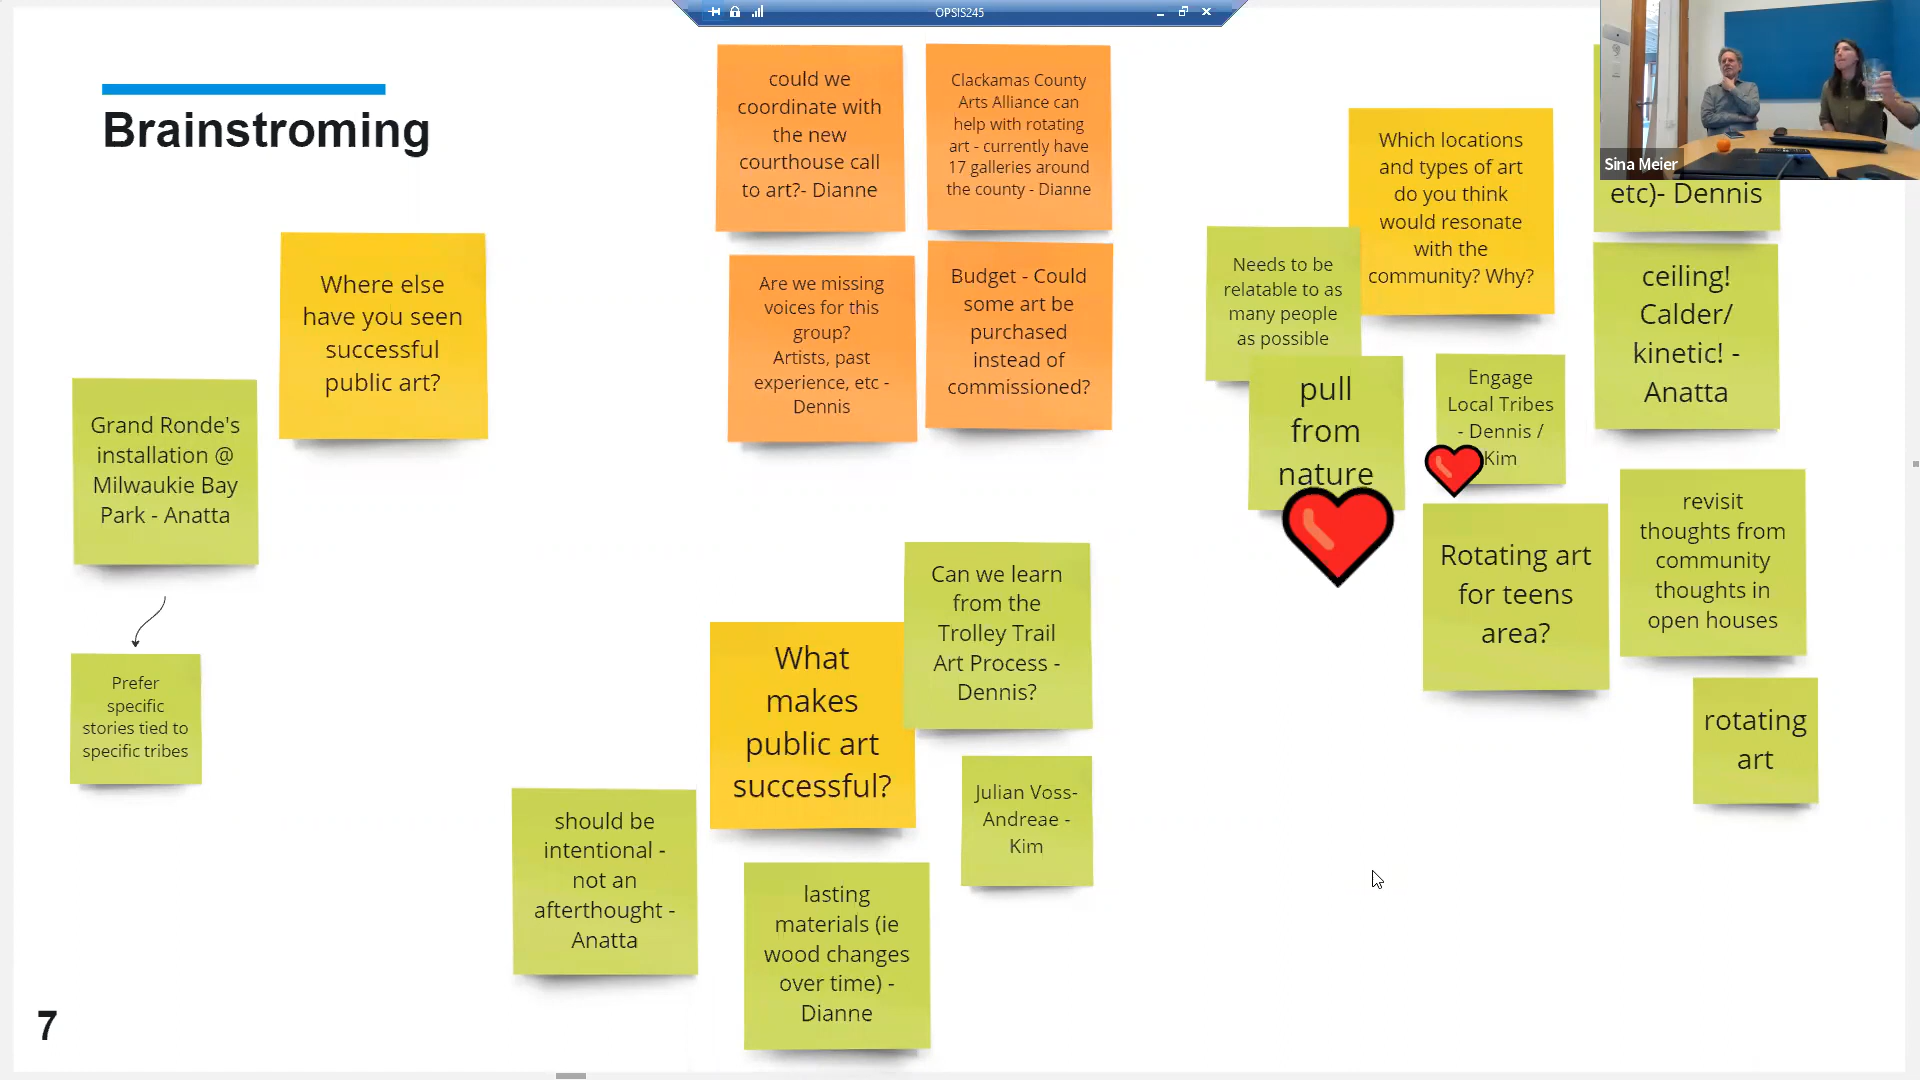 OPSIS245
Brainstroming
could we
coordinate with
the new
courthouse call
to art?- Dianne
Clackamas County
Arts Alliance can
help with rotating
art - currently have
17 galleries around
the county - Dianne
Are we missing
voices for this
group?
Artists, past
experience, etc -
Dennis
Budget - Could
some art be
purchased
instead of
commissioned?
Where else
have you seen
successful
public art?
Grand Ronde's
installation @
Milwaukie Bay
Park - Anatta
Prefer
specific
stories tied to
specific tribes
What
makes
public art
successful?
Can we learn
from the
Trolley Trail
Art Process -
Dennis?
Julian Voss-
Andreae -
Kim
should be
intentional -
not an
afterthought -
Anatta
lasting
materials (ie
wood changes
over time) -
Dianne
Which locations
and types of art
do you think
would resonate
with the
community? Why?
Needs to be
relatable to as
many people
as possible
pull
from
nature
Engage
Local Tribes
- Dennis /
Kim
Rotating art
for teens
area?
Sina Meier
etc)- Dennis
ceiling!
Calder/
kinetic! -
Anatta
revisit
thoughts from
community
thoughts in
open houses
rotating
art
7